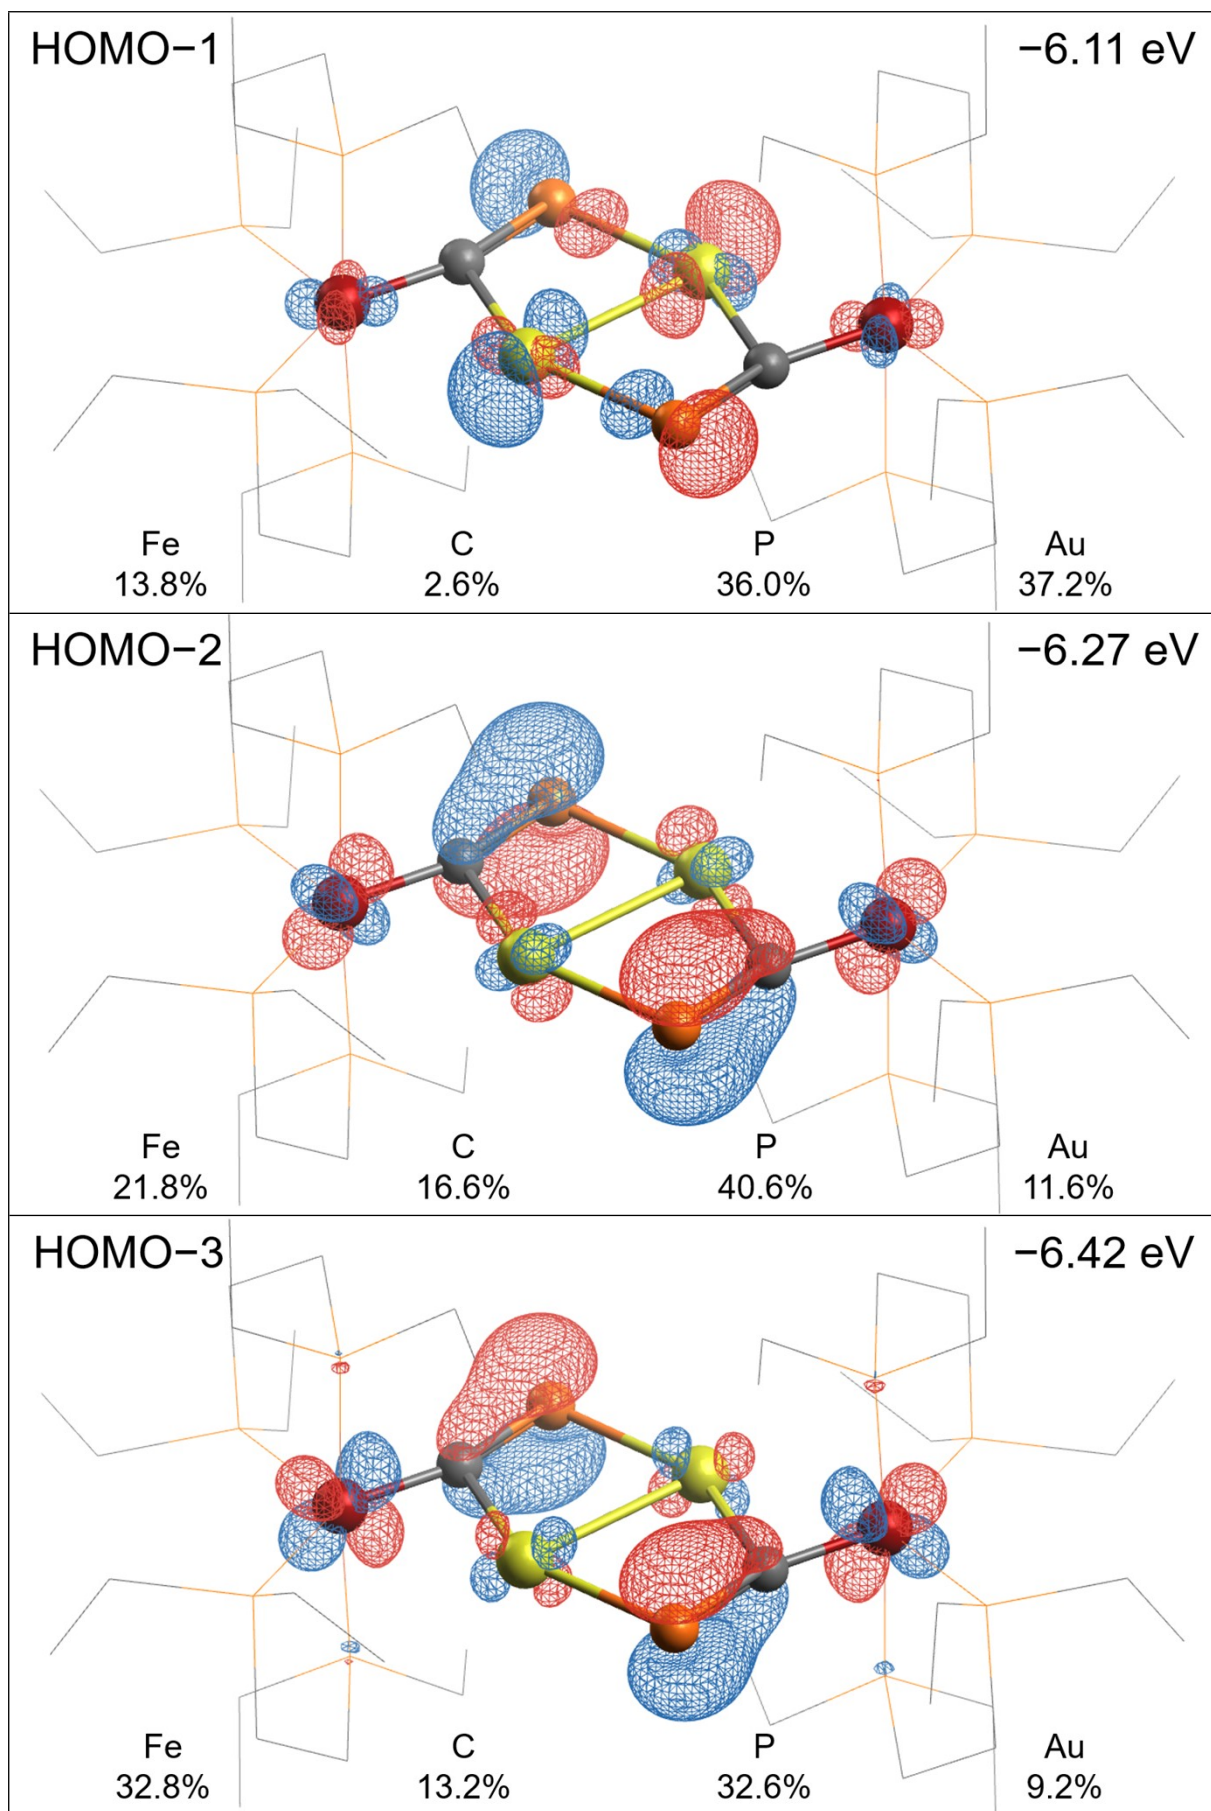 HOMO−1 −6.11 eV
Fe C P Au
13.8% 2.6% 36.0% 37.2%
HOMO−2 −6.27 eV
Fe C P Au
21.8% 16.6% 40.6% 11.6%
HOMO−3 −6.42 eV
Fe C P Au
32.8% 13.2% 32.6% 9.2%